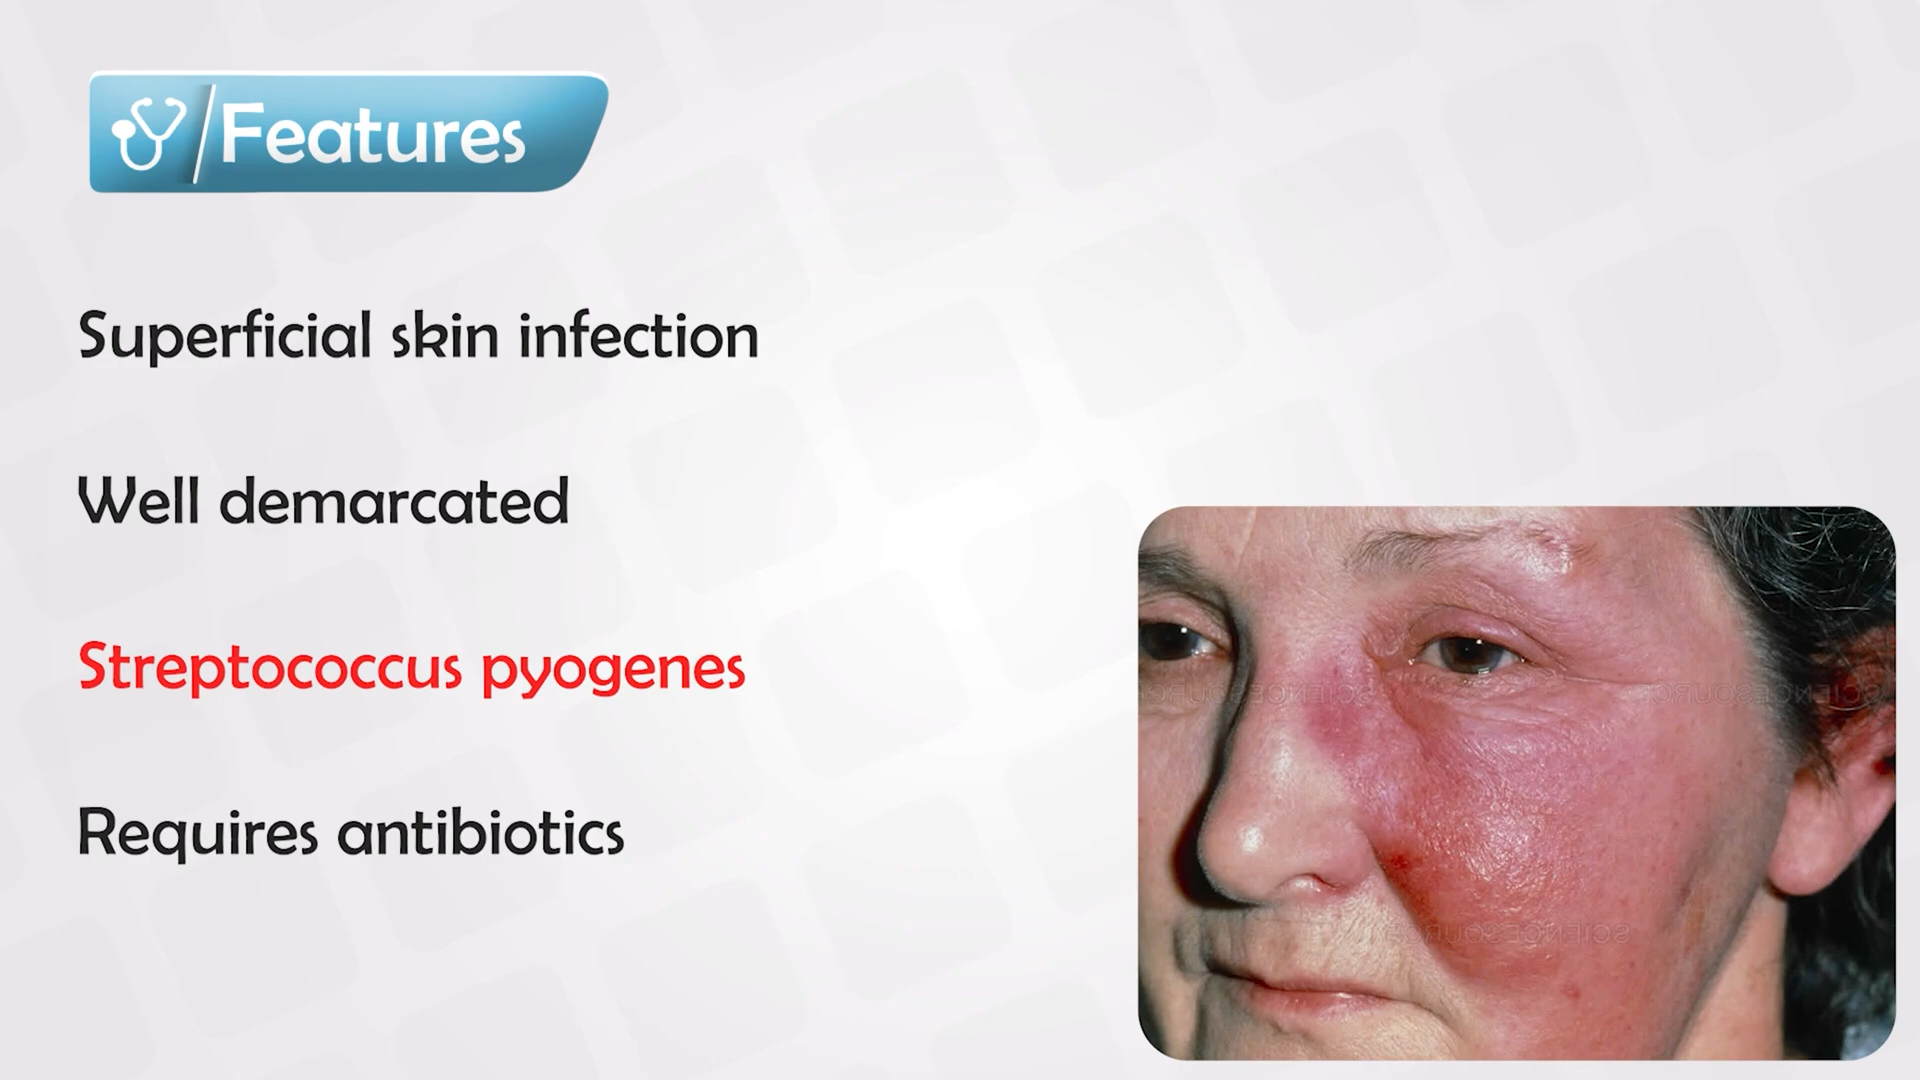 Features
Superficial skin infection
Well demarcated
Streptococcus pyogenes
Requires antibiotics